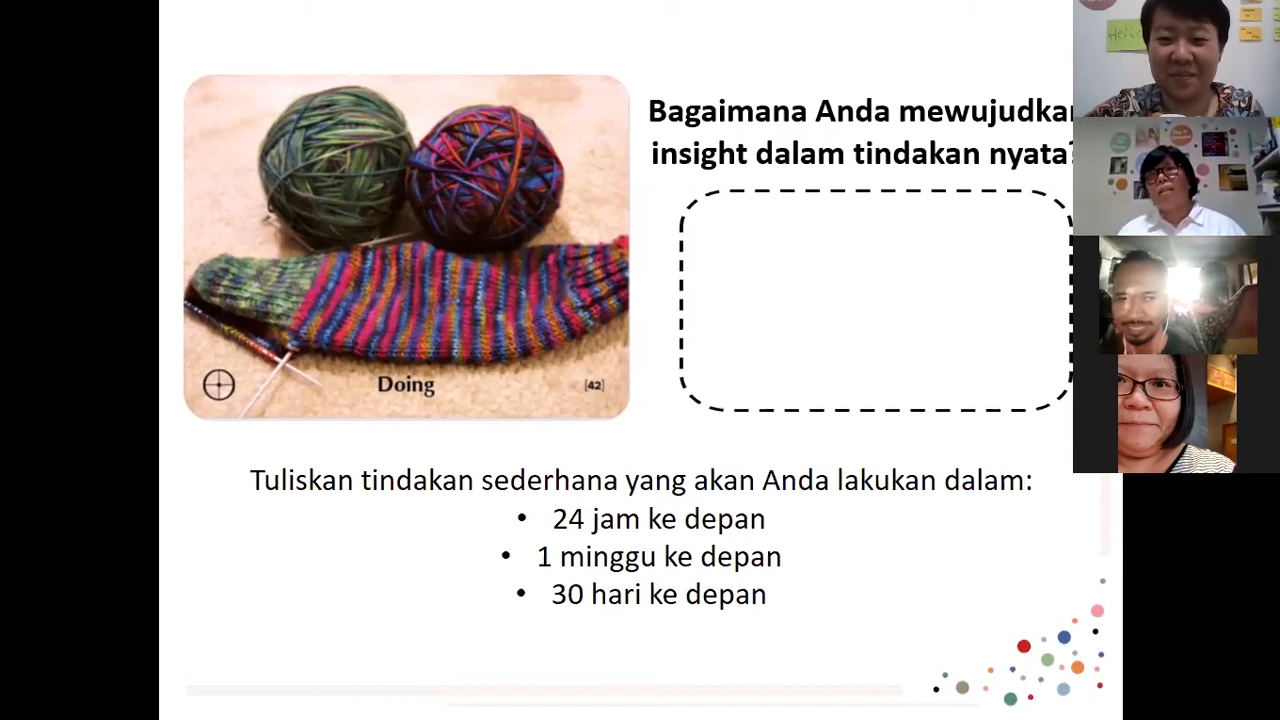 Bagaimana Anda mewujudkan
insight dalam tindakan nyata?
Doing
[42]
Tuliskan tindakan sederhana yang akan Anda lakukan dalam:
• 24 jam ke depan
• 1 minggu ke depan
• 30 hari ke depan